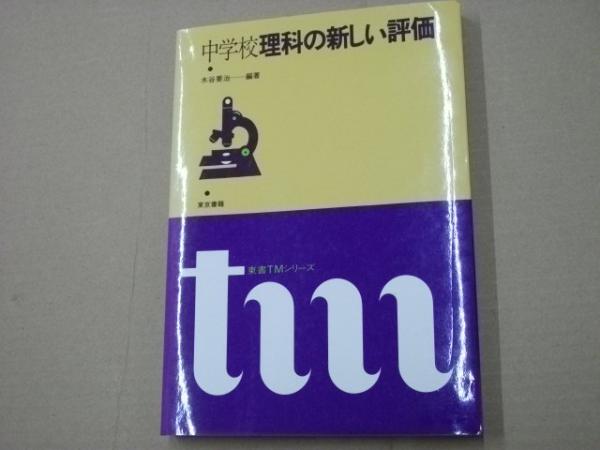 中学校理科の新しい評価
木谷要治——編著
東京書籍
東書TMシリーズ
tm